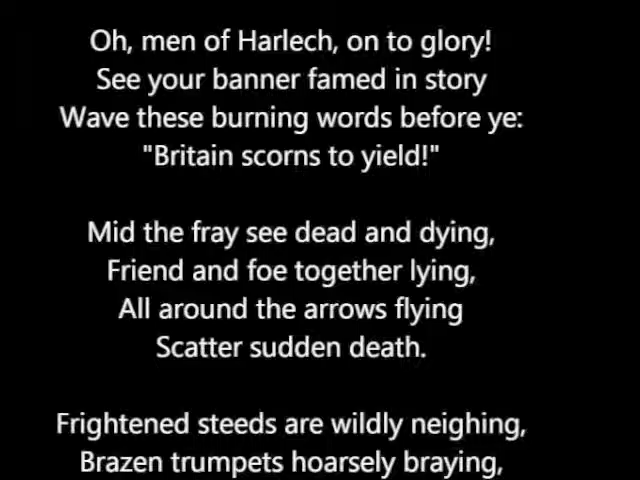 Oh, men of Harlech, on to glory!
See your banner famed in story
Wave these burning words before ye:
"Britain scorns to yield!"
Mid the fray see dead and dying,
Friend and foe together lying,
All around the arrows flying
Scatter sudden death.
Frightened steeds are wildly neighing,
Brazen trumpets hoarsely braying,